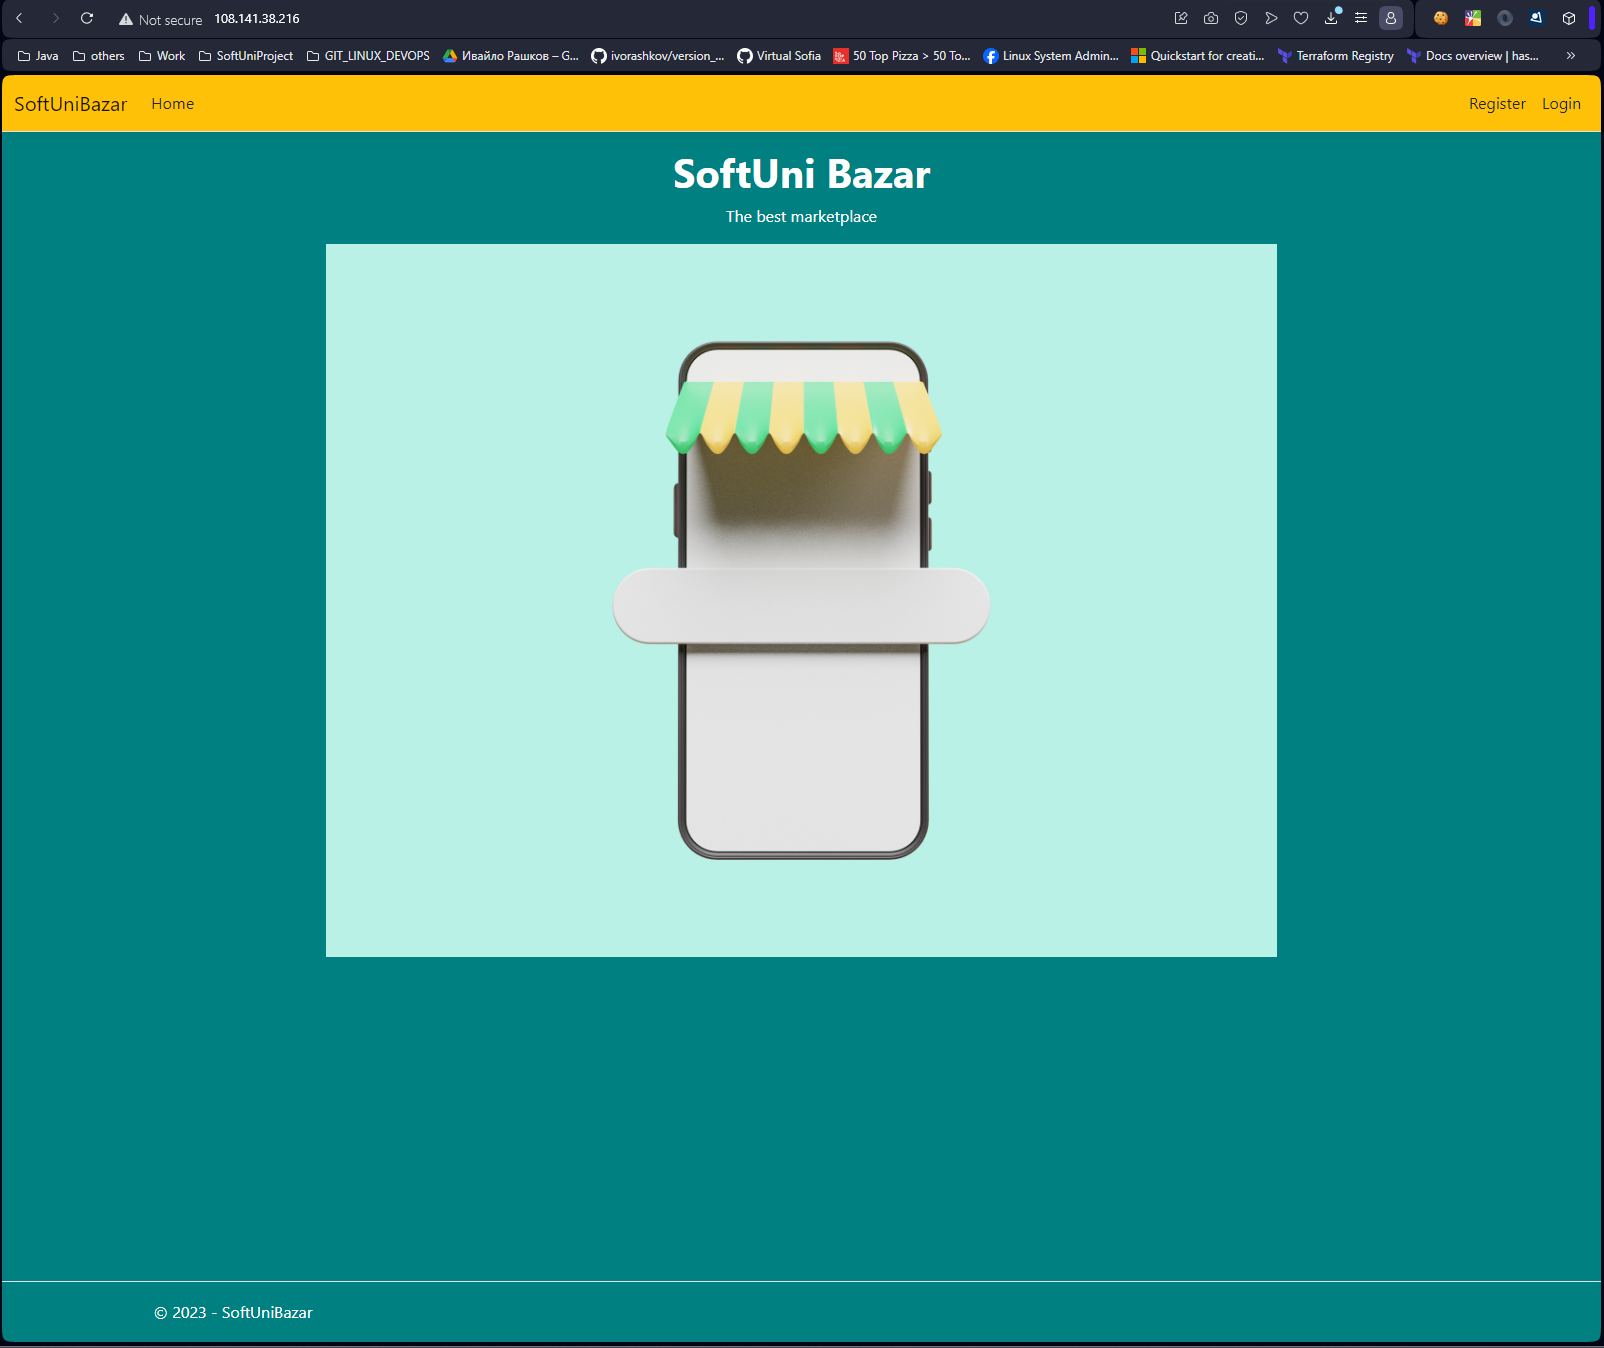 Not secure 108.141.38.216
Java others Work SoftUniProject GIT_LINUX_DEVOPS Ивайло Рашков – G... ivorashkov/version_... Virtual Sofia 50 Top Pizza > 50 To... Linux System Admin... Quickstart for creati... Terraform Registry Docs overview | has...
SoftUniBazar Home Register Login
SoftUni Bazar
The best marketplace
© 2023 - SoftUniBazar